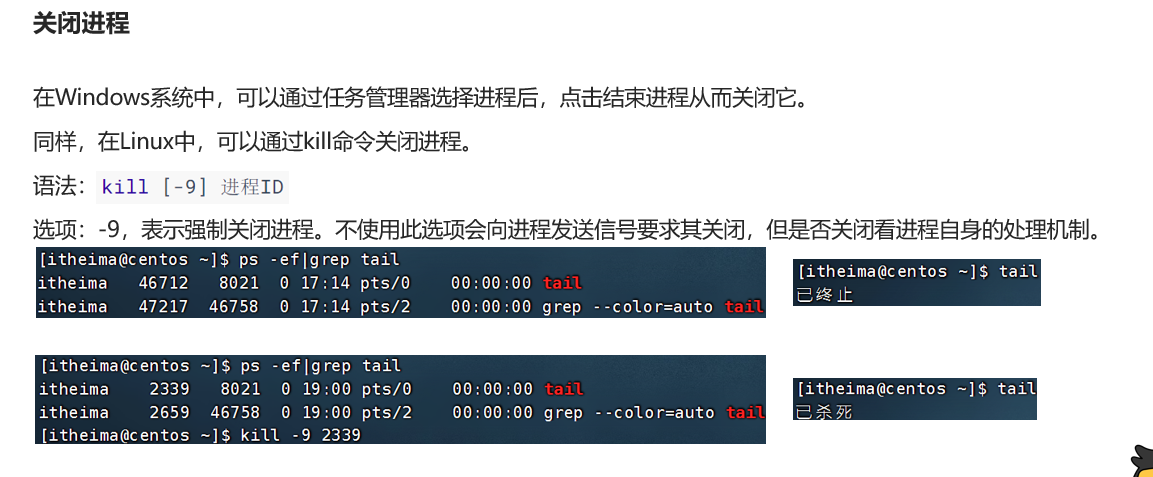 关闭进程
在Windows系统中，可以通过任务管理器选择进程后，点击结束进程从而关闭它。
同样，在Linux中，可以通过kill命令关闭进程。
语法：kill [-9] 进程ID
选项：-9，表示强制关闭进程。不使用此选项会向进程发送信号要求其关闭，但是否关闭看进程自身的处理机制。
[itheima@centos ~]$ ps -ef|grep tail
itheima 46712 8021 0 17:14 pts/0 00:00:00 tail
itheima 47217 46758 0 17:14 pts/2 00:00:00 grep --color=auto tail
[itheima@centos ~]$ tail
已终止
[itheima@centos ~]$ ps -ef|grep tail
itheima 2339 8021 0 19:00 pts/0 00:00:00 tail
itheima 2659 46758 0 19:00 pts/2 00:00:00 grep --color=auto tail
[itheima@centos ~]$ kill -9 2339
[itheima@centos ~]$ tail
已杀死